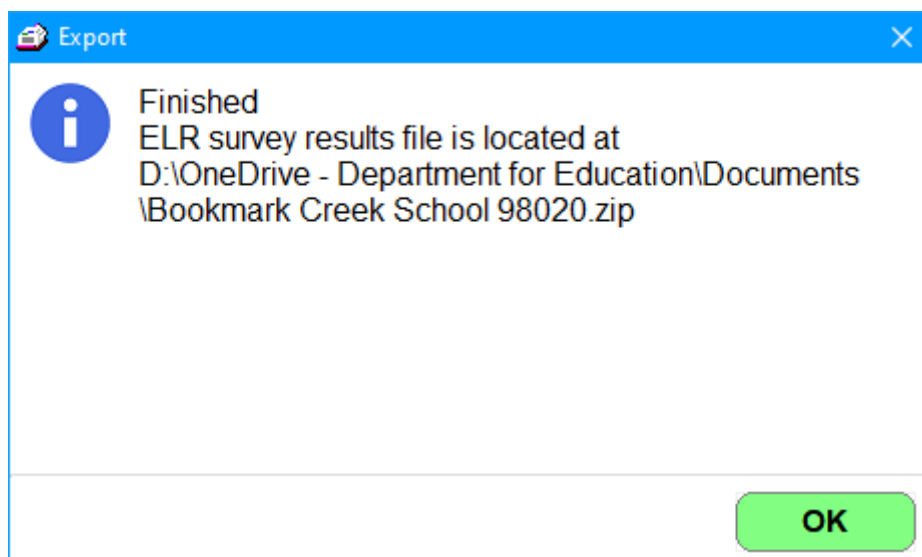 Export
Finished
ELR survey results file is located at
D:\OneDrive - Department for Education\Documents
\Bookmark Creek School 98020.zip
OK